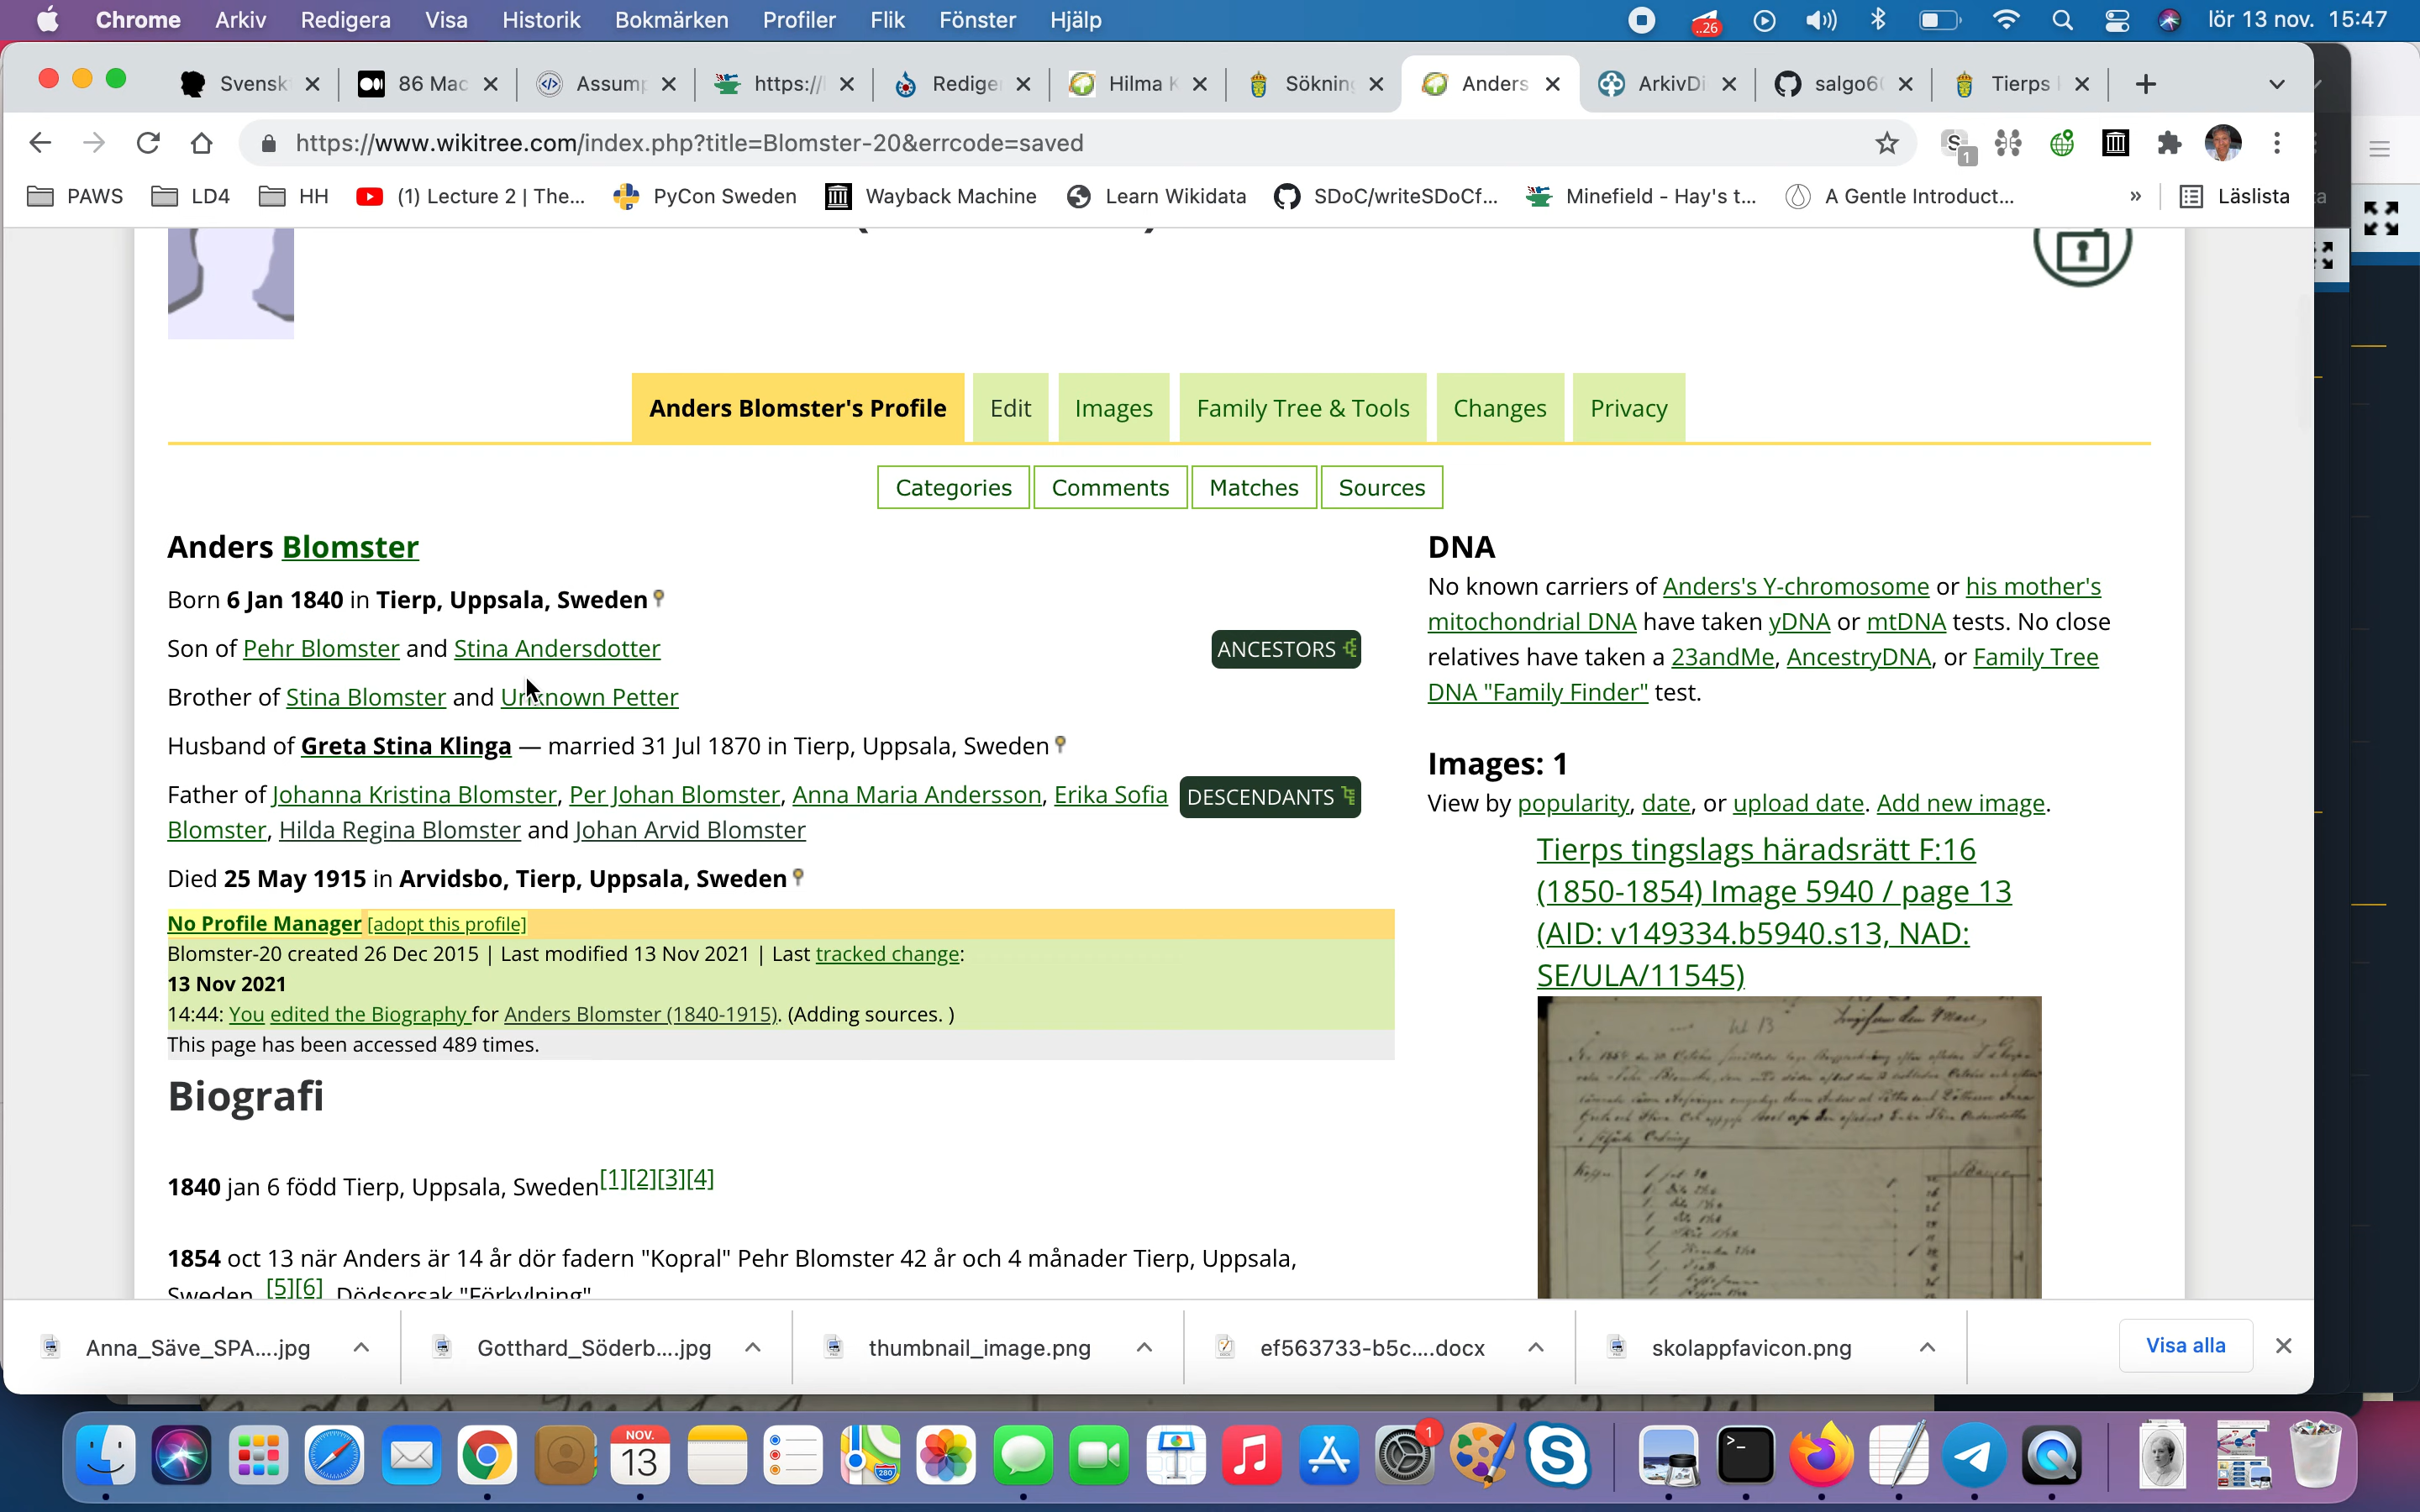 Chrome Arkiv Redigera Visa Historik Bokmärken Profiler Flik Fönster Hjälp ..26 lör 13 nov. 15:47
Svensk 86 Mac Assump https:// Redige Hilma K Sökning Anders ArkivDi salgo60 Tierps
https://www.wikitree.com/index.php?title=Blomster-20&errcode=saved S 1
PAWS LD4 HH (1) Lecture 2 | The... PyCon Sweden Wayback Machine Learn Wikidata SDoC/writeSDoCf... Minefield - Hay's t... A Gentle Introduct... » Läslista
Anders Blomster's Profile Edit Images Family Tree & Tools Changes Privacy
Categories Comments Matches Sources
Anders Blomster
Born 6 Jan 1840 in Tierp, Uppsala, Sweden
Son of Pehr Blomster and Stina Andersdotter
ANCESTORS
Brother of Stina Blomster and Unknown Petter
Husband of Greta Stina Klinga — married 31 Jul 1870 in Tierp, Uppsala, Sweden
Father of Johanna Kristina Blomster, Per Johan Blomster, Anna Maria Andersson, Erika Sofia
Blomster, Hilda Regina Blomster and Johan Arvid Blomster
DESCENDANTS
Died 25 May 1915 in Arvidsbo, Tierp, Uppsala, Sweden
No Profile Manager [adopt this profile]
Blomster-20 created 26 Dec 2015 | Last modified 13 Nov 2021 | Last tracked change:
13 Nov 2021
14:44: You edited the Biography for Anders Blomster (1840-1915). (Adding sources. )
This page has been accessed 489 times.
Biografi
1840 jan 6 född Tierp, Uppsala, Sweden[1][2][3][4]
1854 oct 13 när Anders är 14 år dör fadern "Kopral" Pehr Blomster 42 år och 4 månader Tierp, Uppsala,
Sweden. [5][6] Dödsorsak "Förkylning"
DNA
No known carriers of Anders's Y-chromosome or his mother's
mitochondrial DNA have taken yDNA or mtDNA tests. No close
relatives have taken a 23andMe, AncestryDNA, or Family Tree
DNA "Family Finder" test.
Images: 1
View by popularity, date, or upload date. Add new image.
Tierps tingslags häradsrätt F:16
(1850-1854) Image 5940 / page 13
(AID: v149334.b5940.s13, NAD:
SE/ULA/11545)
Anna_Säve_SPA....jpg Gotthard_Söderb....jpg thumbnail_image.png ef563733-b5c....docx skolappfavicon.png Visa alla
NOV. 13 280 1